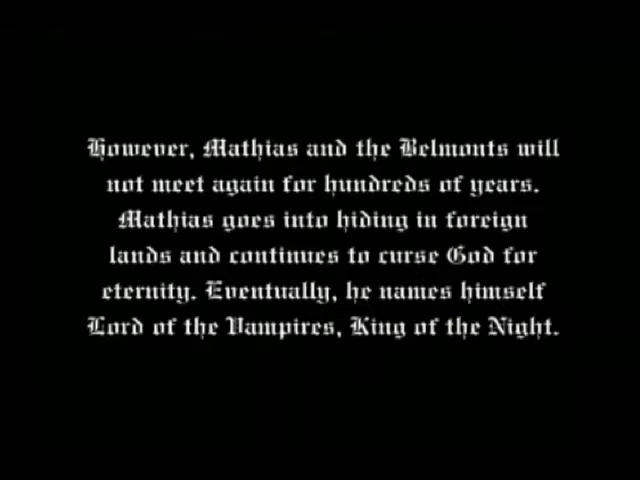 However, Mathias and the Belmonts will
not meet again for hundreds of years.
Mathias goes into hiding in foreign
lands and continues to curse God for
eternity. Eventually, he names himself
Lord of the Vampires, King of the Night.